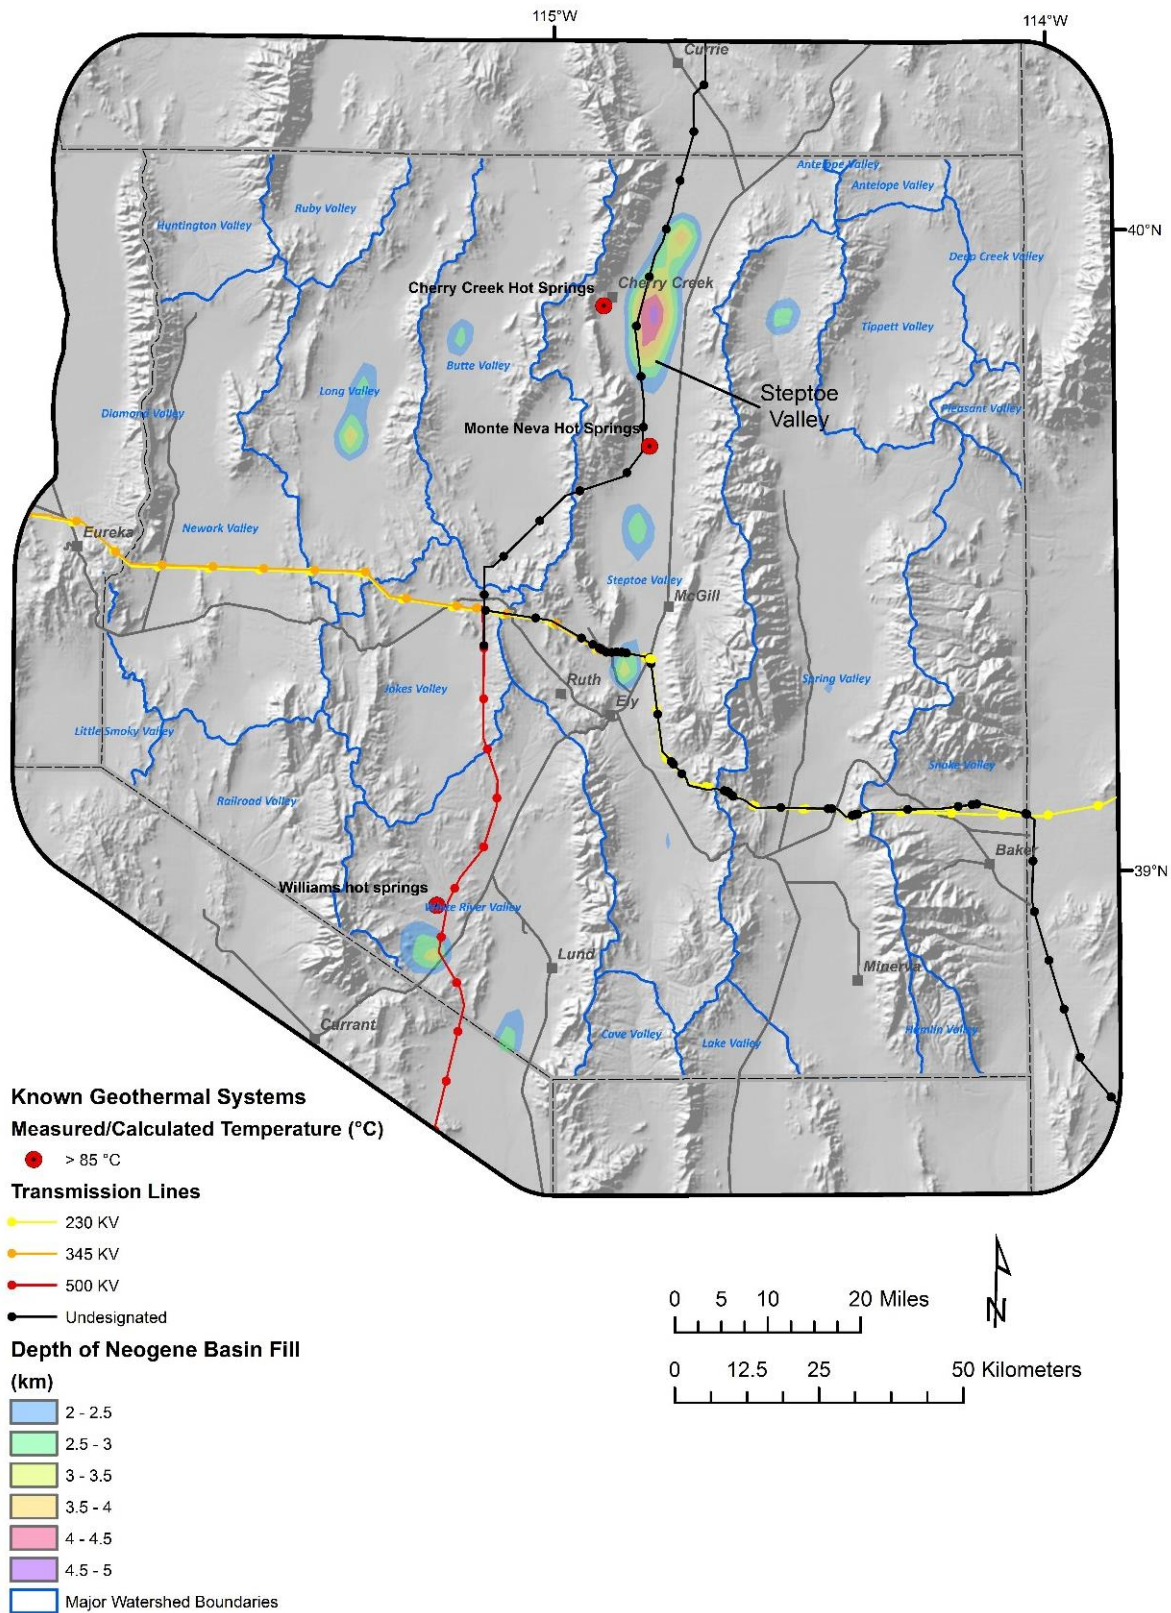 115°W
114°W
Currie
Antelope Valley
Antelope Valley
Ruby Valley
Huntington Valley
40°N
Deep Creek Valley
Cherry Creek Hot Springs
Cherry Creek
Tippett Valley
Butte Valley
Long Valley
Steptoe
Valley
Diamond Valley
Pleasant Valley
Monte Neva Hot Springs
Newark Valley
Eureka
Steptoe Valley
McGill
Ruth
Spring Valley
Jakes Valley
Ely
Little Smoky Valley
Snake Valley
Railroad Valley
Baker
39°N
Williams hot springs
White River Valley
Lund
Minerva
Currant
Cave Valley
Lake Valley
Hamlin Valley
Known Geothermal Systems
Measured/Calculated Temperature (°C)
> 85 °C
Transmission Lines
230 KV
345 KV
500 KV
Undesignated
Depth of Neogene Basin Fill
(km)
2 - 2.5
2.5 - 3
3 - 3.5
3.5 - 4
4 - 4.5
4.5 - 5
Major Watershed Boundaries
0 5 10 20 Miles
0 12.5 25 50 Kilometers
N